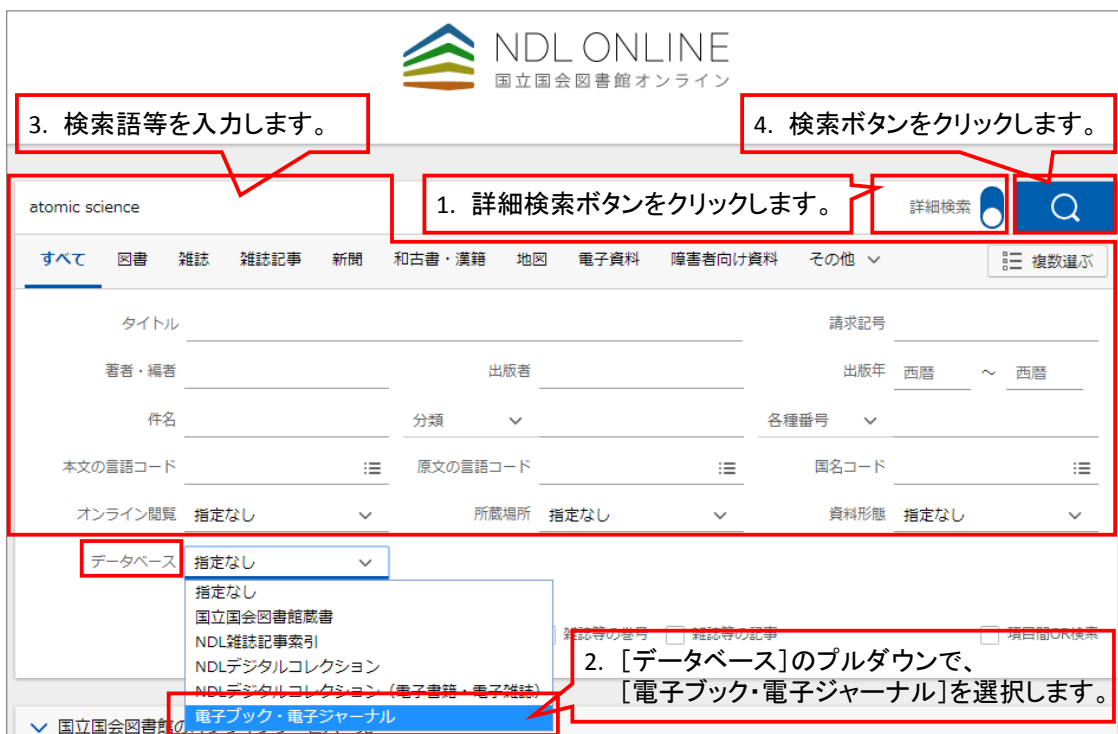 NDL ONLINE
国立国会図書館オンライン
3. 検索語等を入力します。
4. 検索ボタンをクリックします。
1. 詳細検索ボタンをクリックします。
atomic science
詳細検索
すべて 図書 雑誌 雑誌記事 新聞 和古書・漢籍 地図 電子資料 障害者向け資料 その他
複数選ぶ
タイトル 請求記号
著者・編者 出版者 出版年 西暦 ～ 西暦
件名 分類 各種番号
本文の言語コード 原文の言語コード 国名コード
オンライン閲覧 指定なし 所蔵場所 指定なし 資料形態 指定なし
データベース 指定なし
指定なし
国立国会図書館蔵書
NDL雑誌記事索引
雑誌等の巻号 雑誌等の記事 項目間OR検索
NDLデジタルコレクション
NDLデジタルコレクション（電子書籍・電子雑誌）
電子ブック・電子ジャーナル
2. ［データベース］のプルダウンで、
［電子ブック・電子ジャーナル］を選択します。
国立国会図書館の